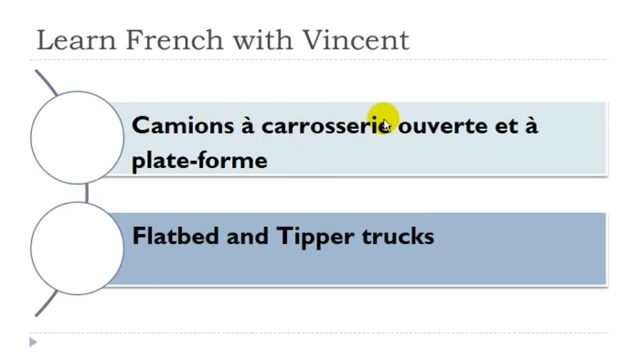 Learn French with Vincent
Camions à carrosserie ouverte et à
plate-forme
Flatbed and Tipper trucks